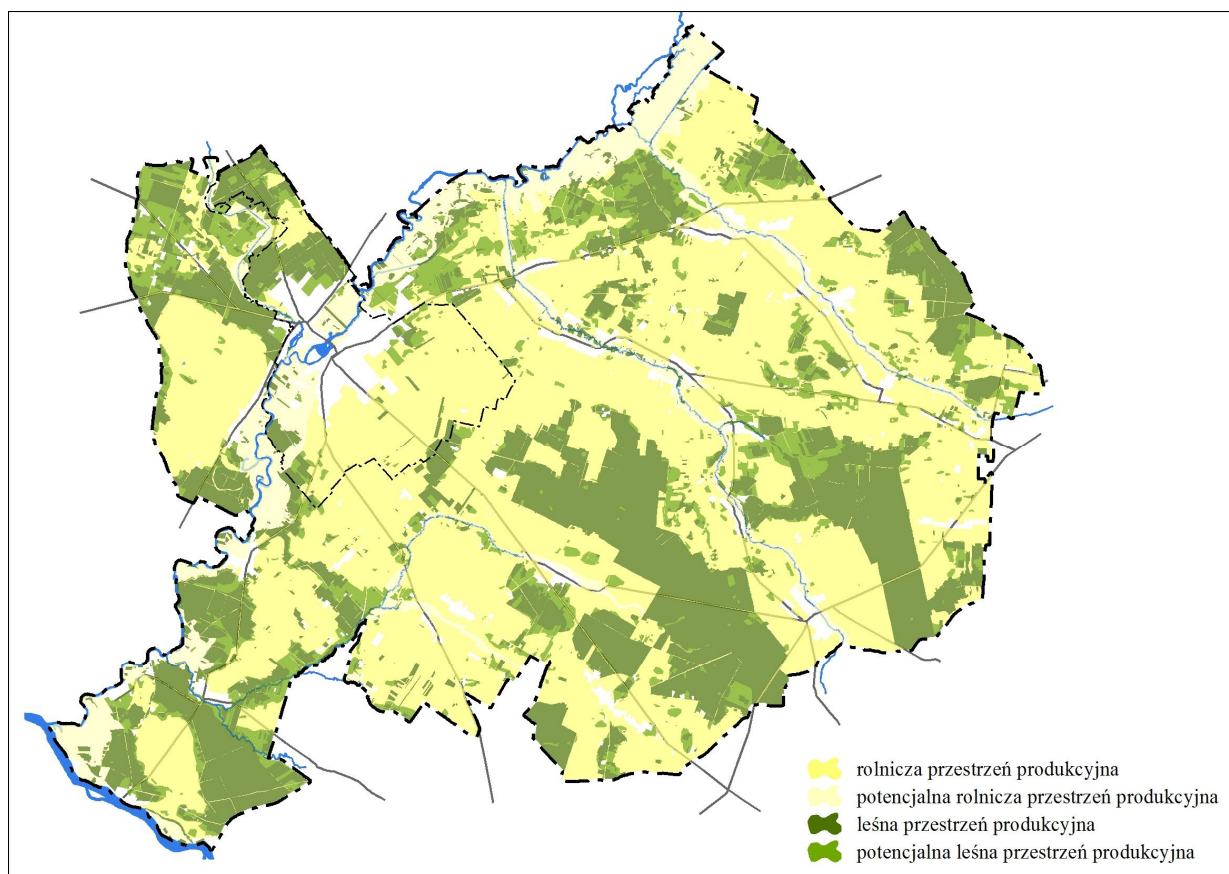 rolnicza przestrzeń produkcyjna
potencjalna rolnicza przestrzeń produkcyjna
leśna przestrzeń produkcyjna
potencjalna leśna przestrzeń produkcyjna